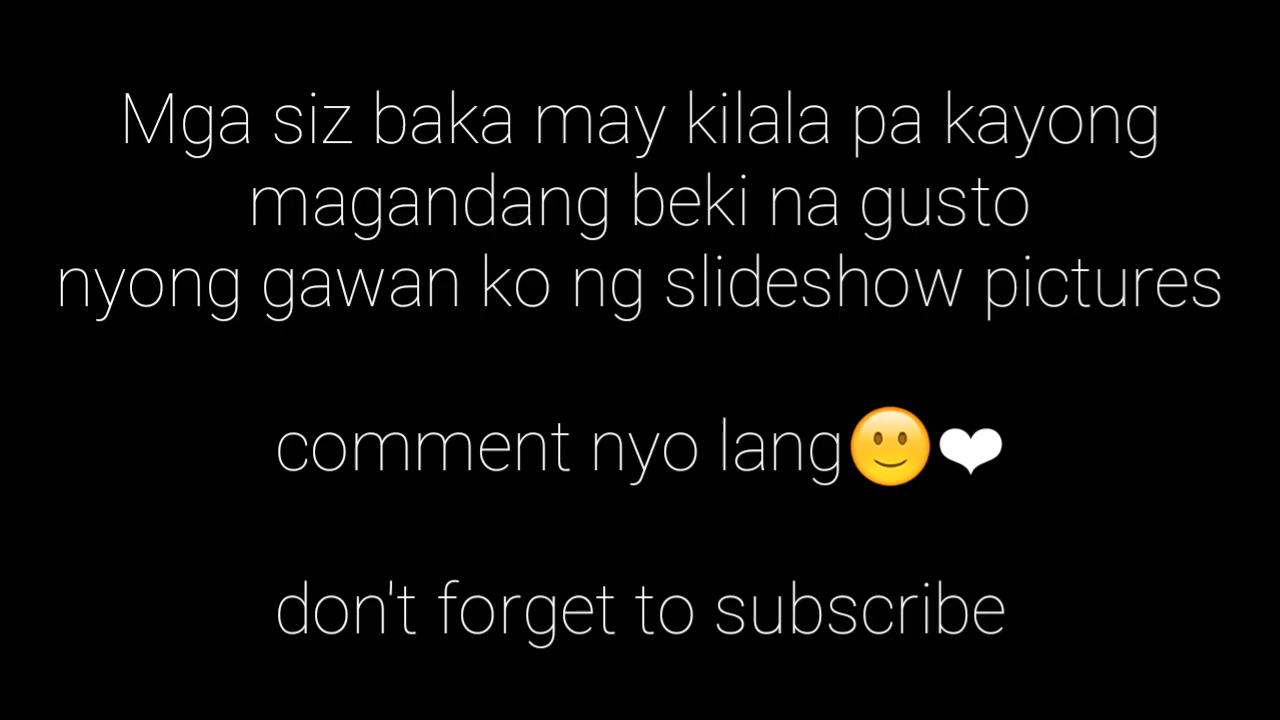 Mga siz baka may kilala pa kayong
magandang beki na gusto
nyong gawan ko ng slideshow pictures
comment nyo lang🙂❤
don't forget to subscribe